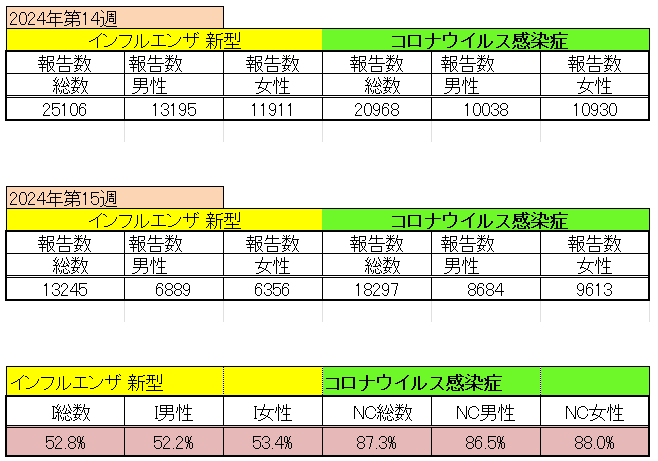 2024年第14週
インフルエンザ 新型 コロナウイルス感染症
報告数 報告数 報告数 報告数 報告数 報告数
総数 男性 女性 総数 男性 女性
25106 13195 11911 20968 10038 10930
2024年第15週
インフルエンザ 新型 コロナウイルス感染症
報告数 報告数 報告数 報告数 報告数 報告数
総数 男性 女性 総数 男性 女性
13245 6889 6356 18297 8684 9613
インフルエンザ 新型 コロナウイルス感染症
I総数 I男性 I女性 NC総数 NC男性 NC女性
52.8% 52.2% 53.4% 87.3% 86.5% 88.0%